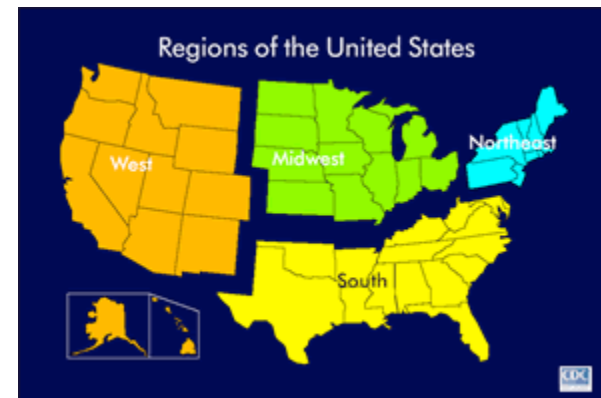 Regions of the United States
West
Midwest
Northeast
South
CDC